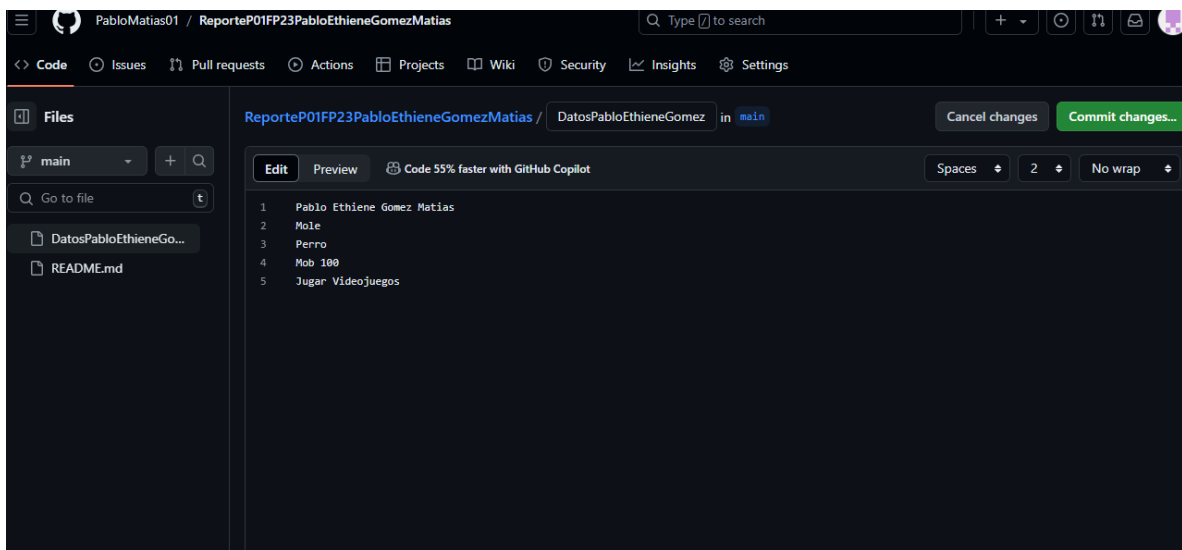 PabloMatias01 / ReporteP01FP23PabloEthieneGomezMatias
Type / to search
Code Issues Pull requests Actions Projects Wiki Security Insights Settings
Files
ReporteP01FP23PabloEthieneGomezMatias / DatosPabloEthieneGomez in main
Cancel changes Commit changes...
main
Go to file t
DatosPabloEthieneGo...
README.md
Edit Preview Code 55% faster with GitHub Copilot
Spaces 2 No wrap
1 Pablo Ethiene Gomez Matias
2 Mole
3 Perro
4 Mob 100
5 Jugar Videojuegos